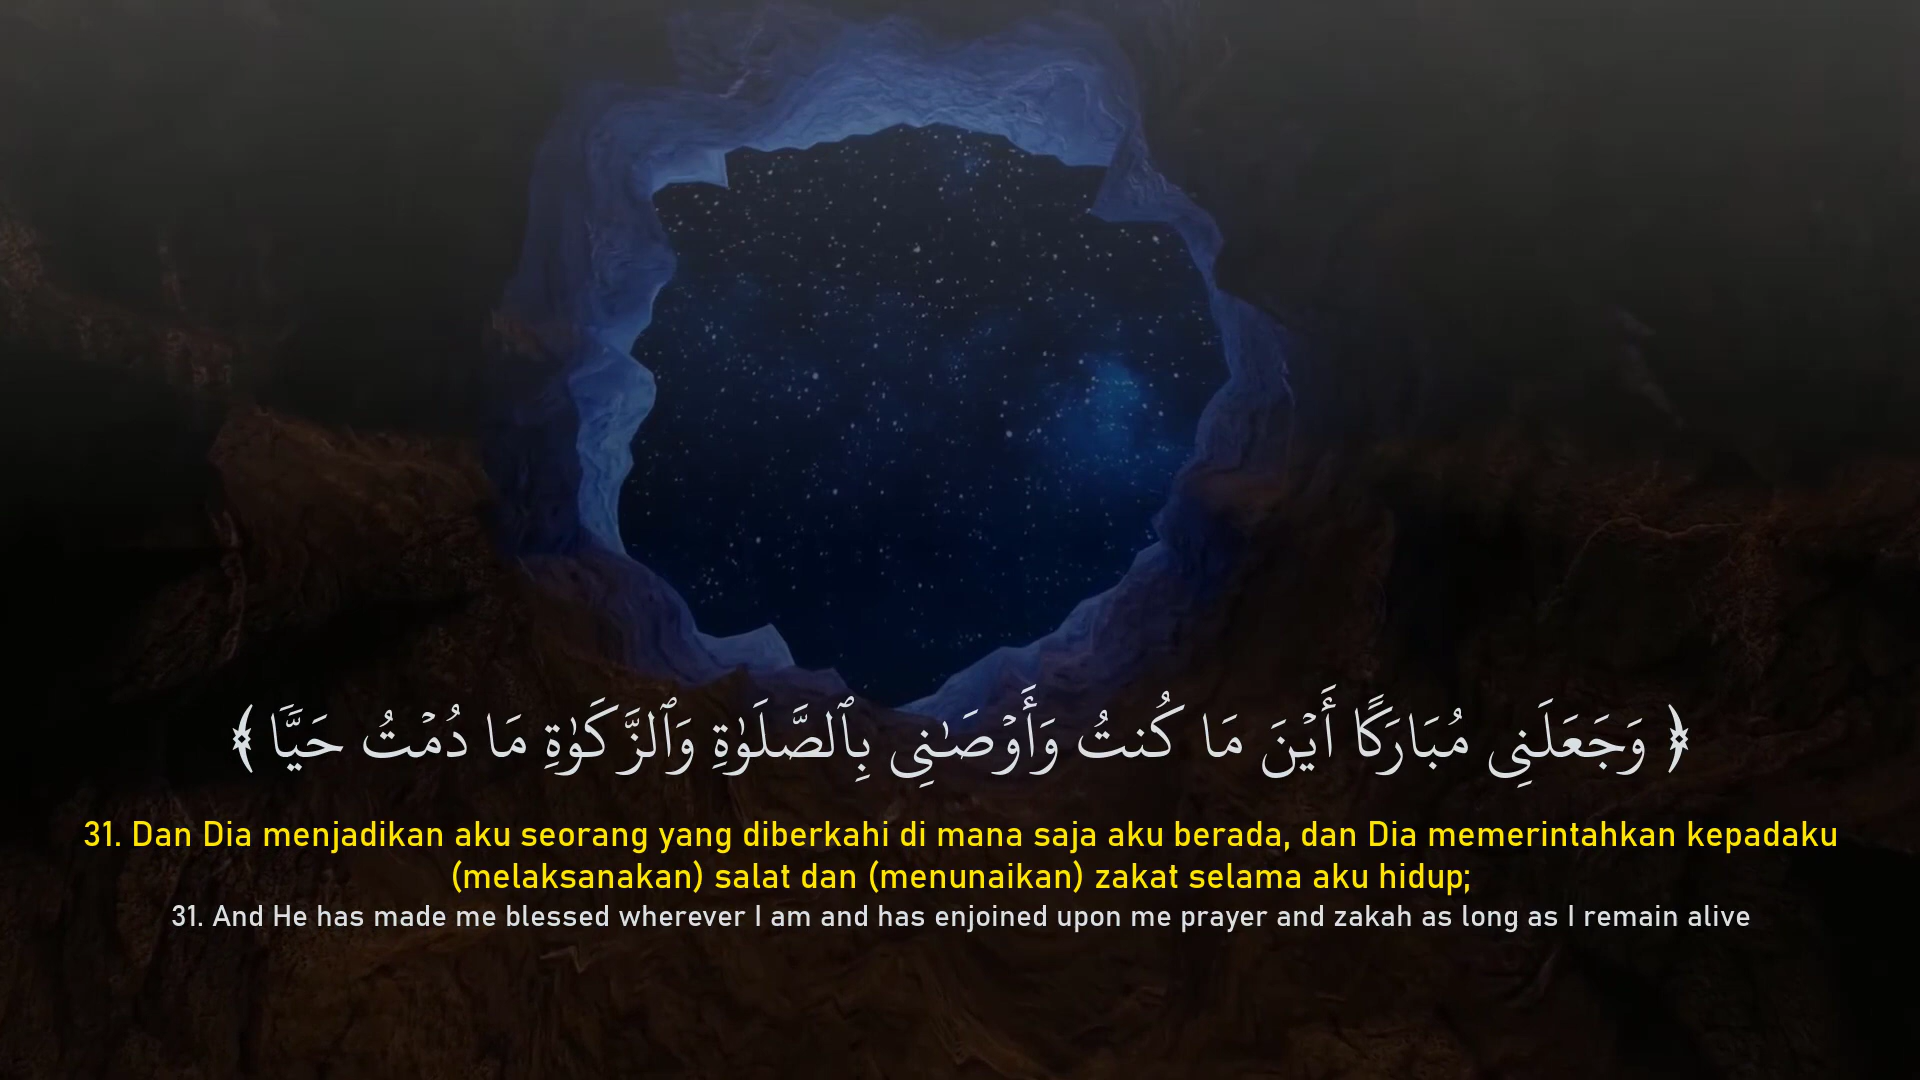 ﴿ وَجَعَلَنِى مُبَارَكًا أَيْنَ مَا كُنتُ وَأَوْصَـٰنِى بِٱلصَّلَوٰةِ وَٱلزَّكَوٰةِ مَا دُمْتُ حَيًّۭا ﴾
31. Dan Dia menjadikan aku seorang yang diberkahi di mana saja aku berada, dan Dia memerintahkan kepadaku
(melaksanakan) salat dan (menunaikan) zakat selama aku hidup;
31. And He has made me blessed wherever I am and has enjoined upon me prayer and zakah as long as I remain alive